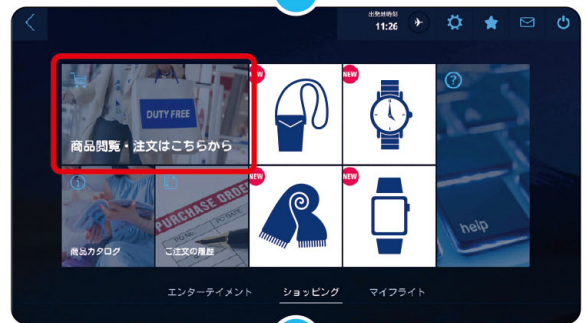 出発地時刻
11:26
NEW
NEW
DUTY FREE
商品閲覧・注文はこちらから
NEW
NEW
PURCHASE ORDER
商品カタログ
ご注文の履歴
help
エンターテイメント ショッピング マイフライト